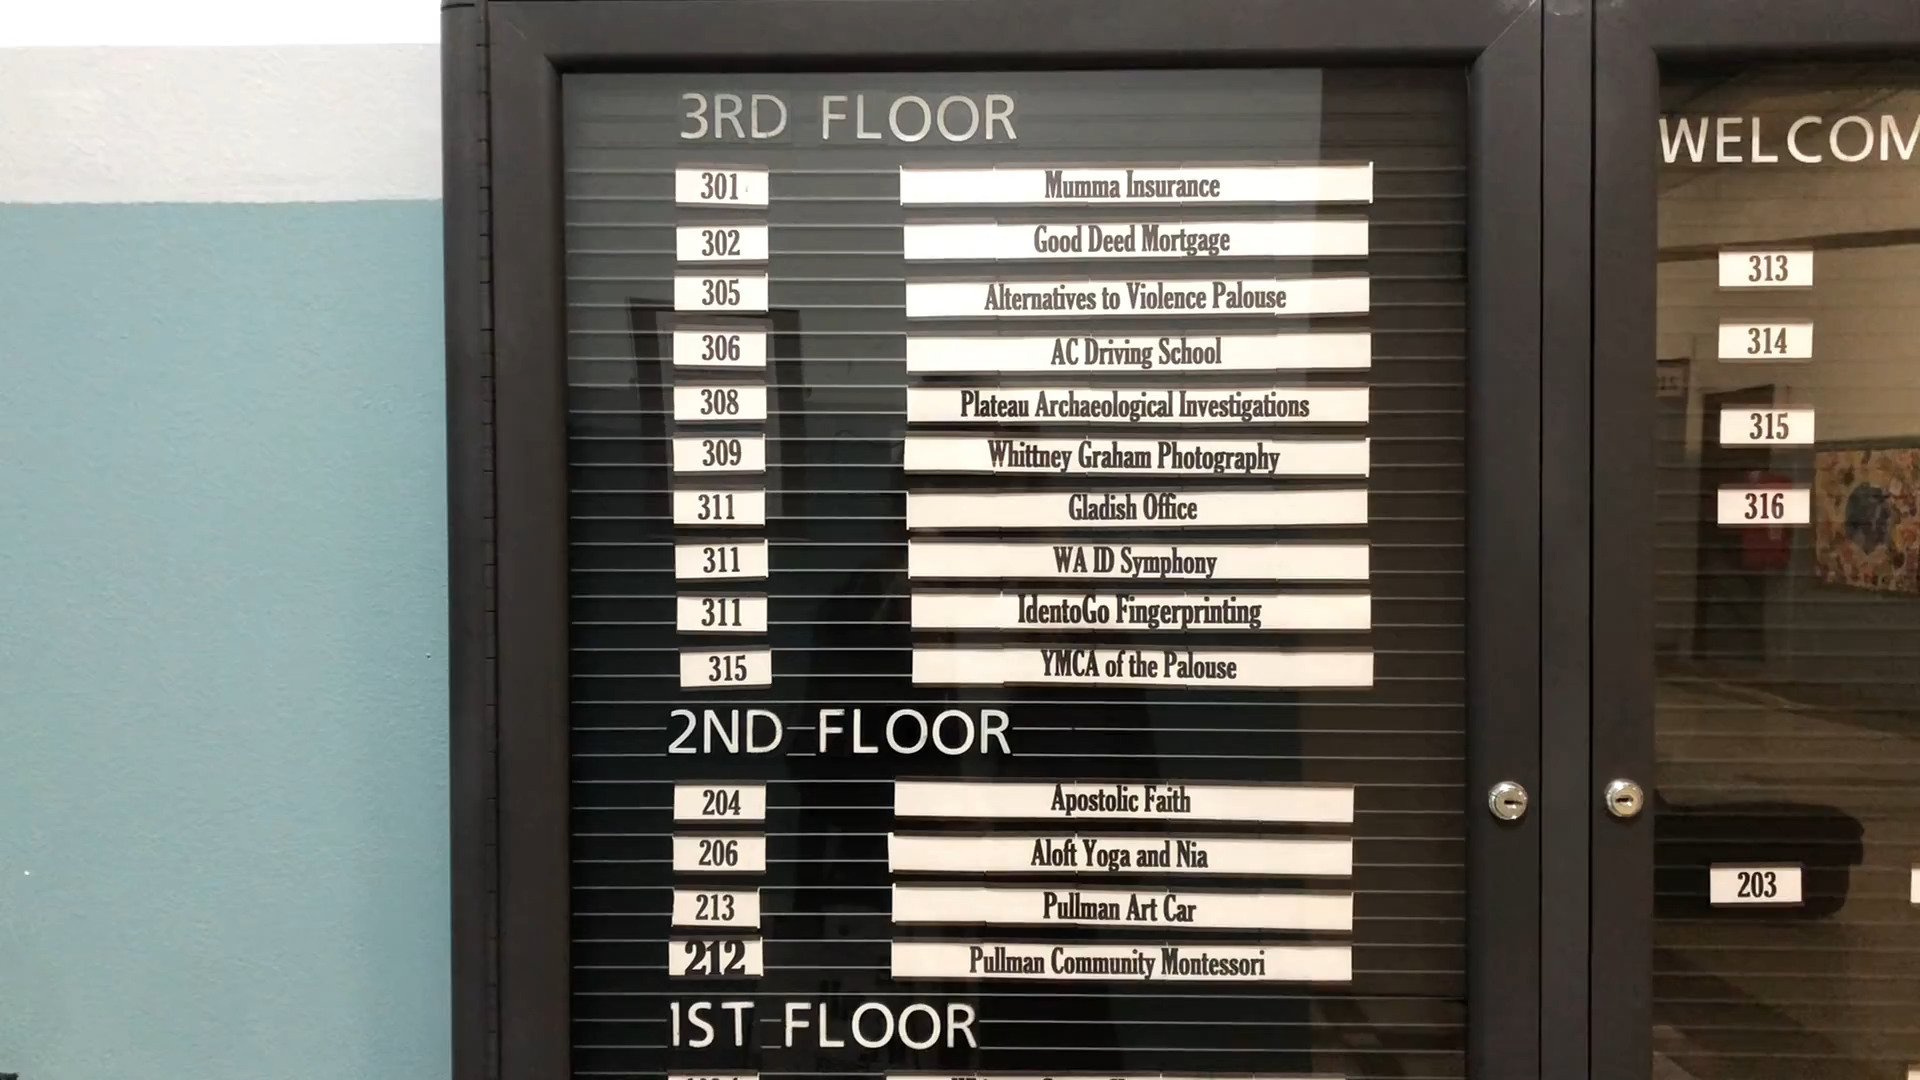 3RD FLOOR
301 Mumma Insurance
302 Good Deed Mortgage
305 Alternatives to Violence Palouse
306 AC Driving School
308 Plateau Archaeological Investigations
309 Whittney Graham Photography
311 Gladish Office
311 WA ID Symphony
311 IdentoGo Fingerprinting
315 YMCA of the Palouse
2ND FLOOR
204 Apostolic Faith
206 Aloft Yoga and Nia
213 Pullman Art Car
212 Pullman Community Montessori
1ST FLOOR
WELCOM
313
314
315
316
203